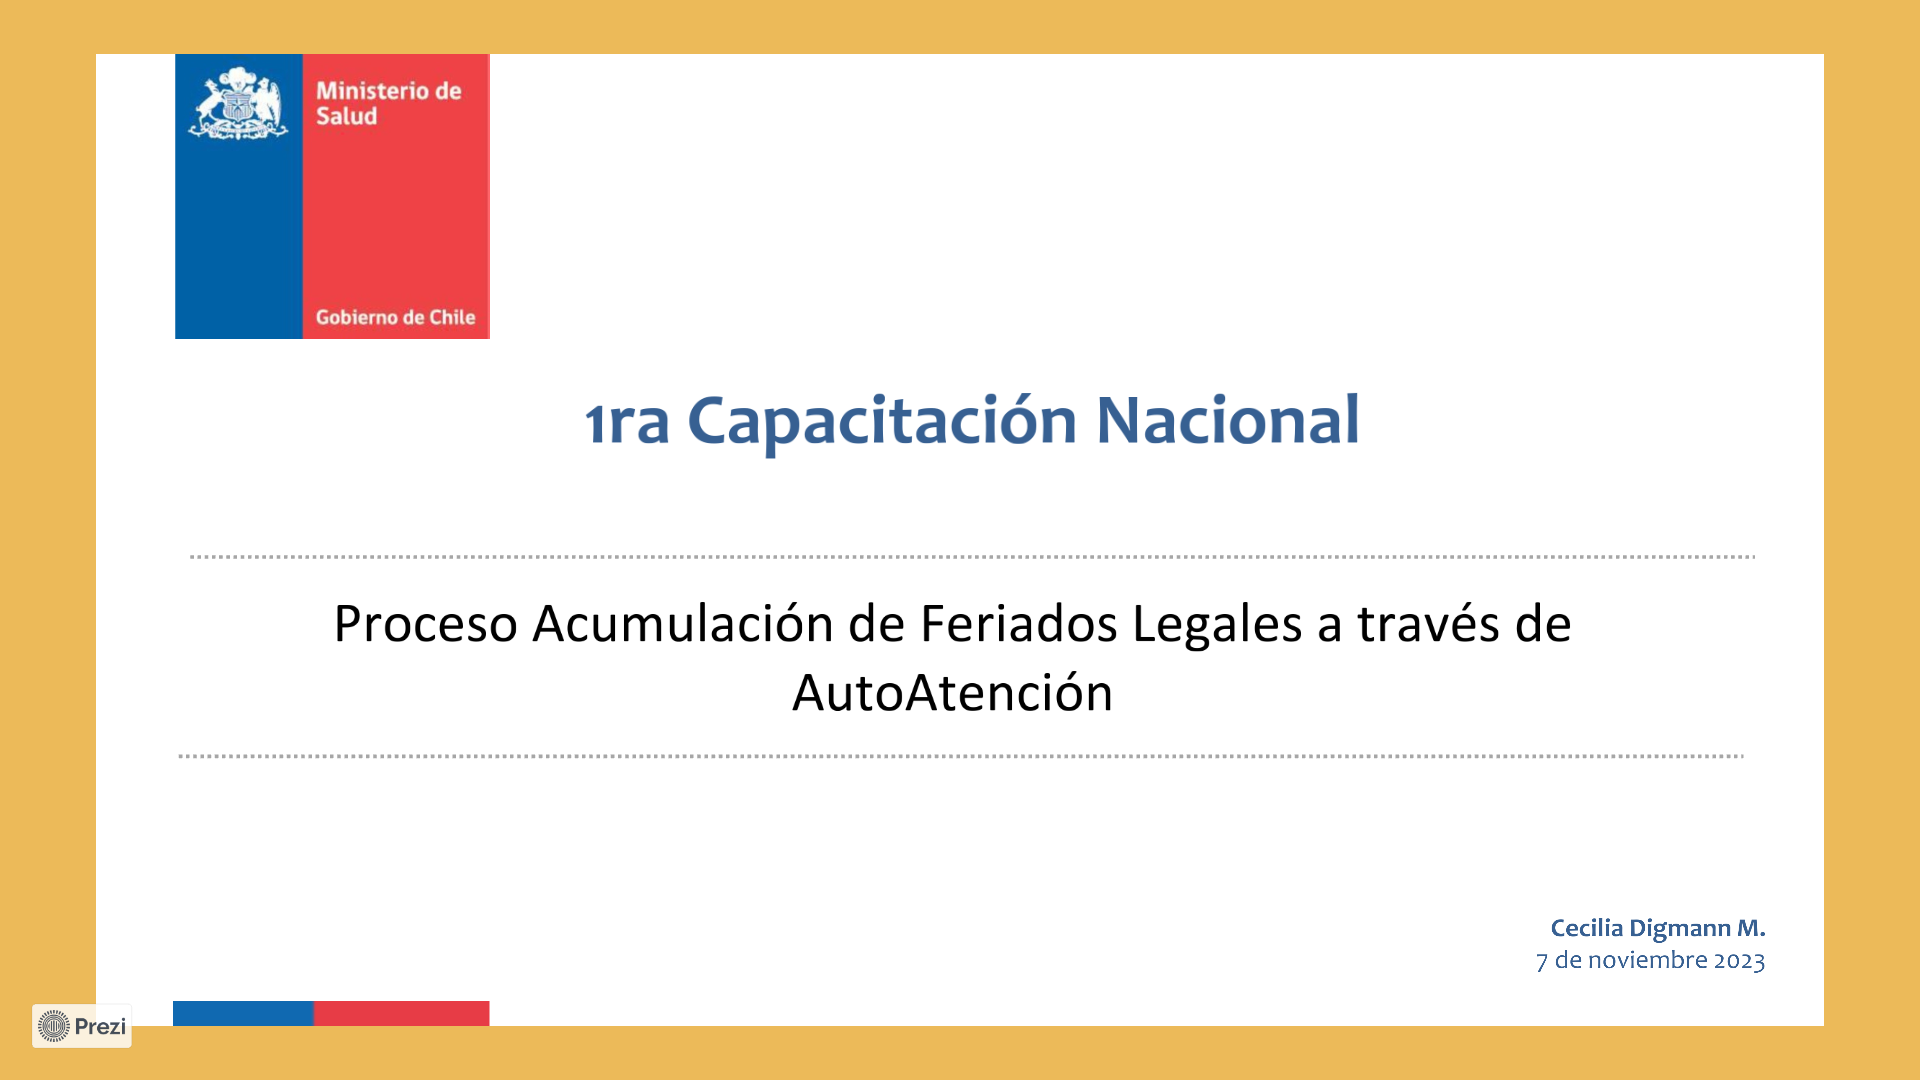 Ministerio de
Salud
Gobierno de Chile
1ra Capacitación Nacional
Proceso Acumulación de Feriados Legales a través de
AutoAtención
Cecilia Digmann M.
7 de noviembre 2023
Prezi